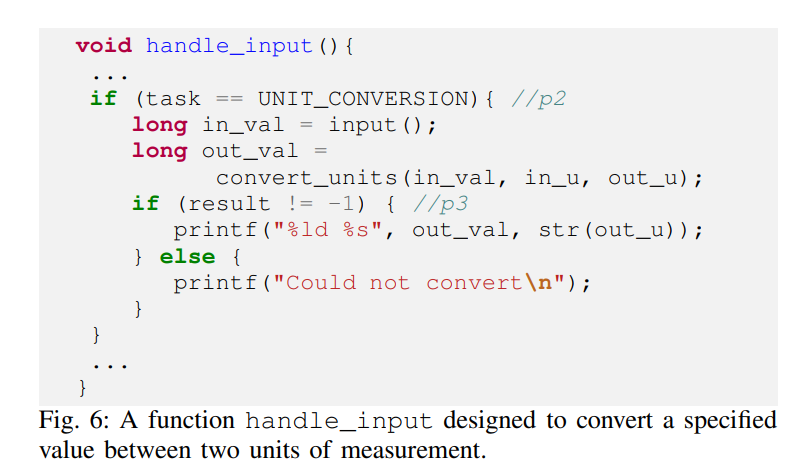 void handle_input(){
...
if (task == UNIT_CONVERSION){ //p2
long in_val = input();
long out_val =
convert_units(in_val, in_u, out_u);
if (result != -1) { //p3
printf("%ld %s", out_val, str(out_u));
} else {
printf("Could not convert\n");
}
}
...
}
Fig. 6: A function handle_input designed to convert a specified
value between two units of measurement.